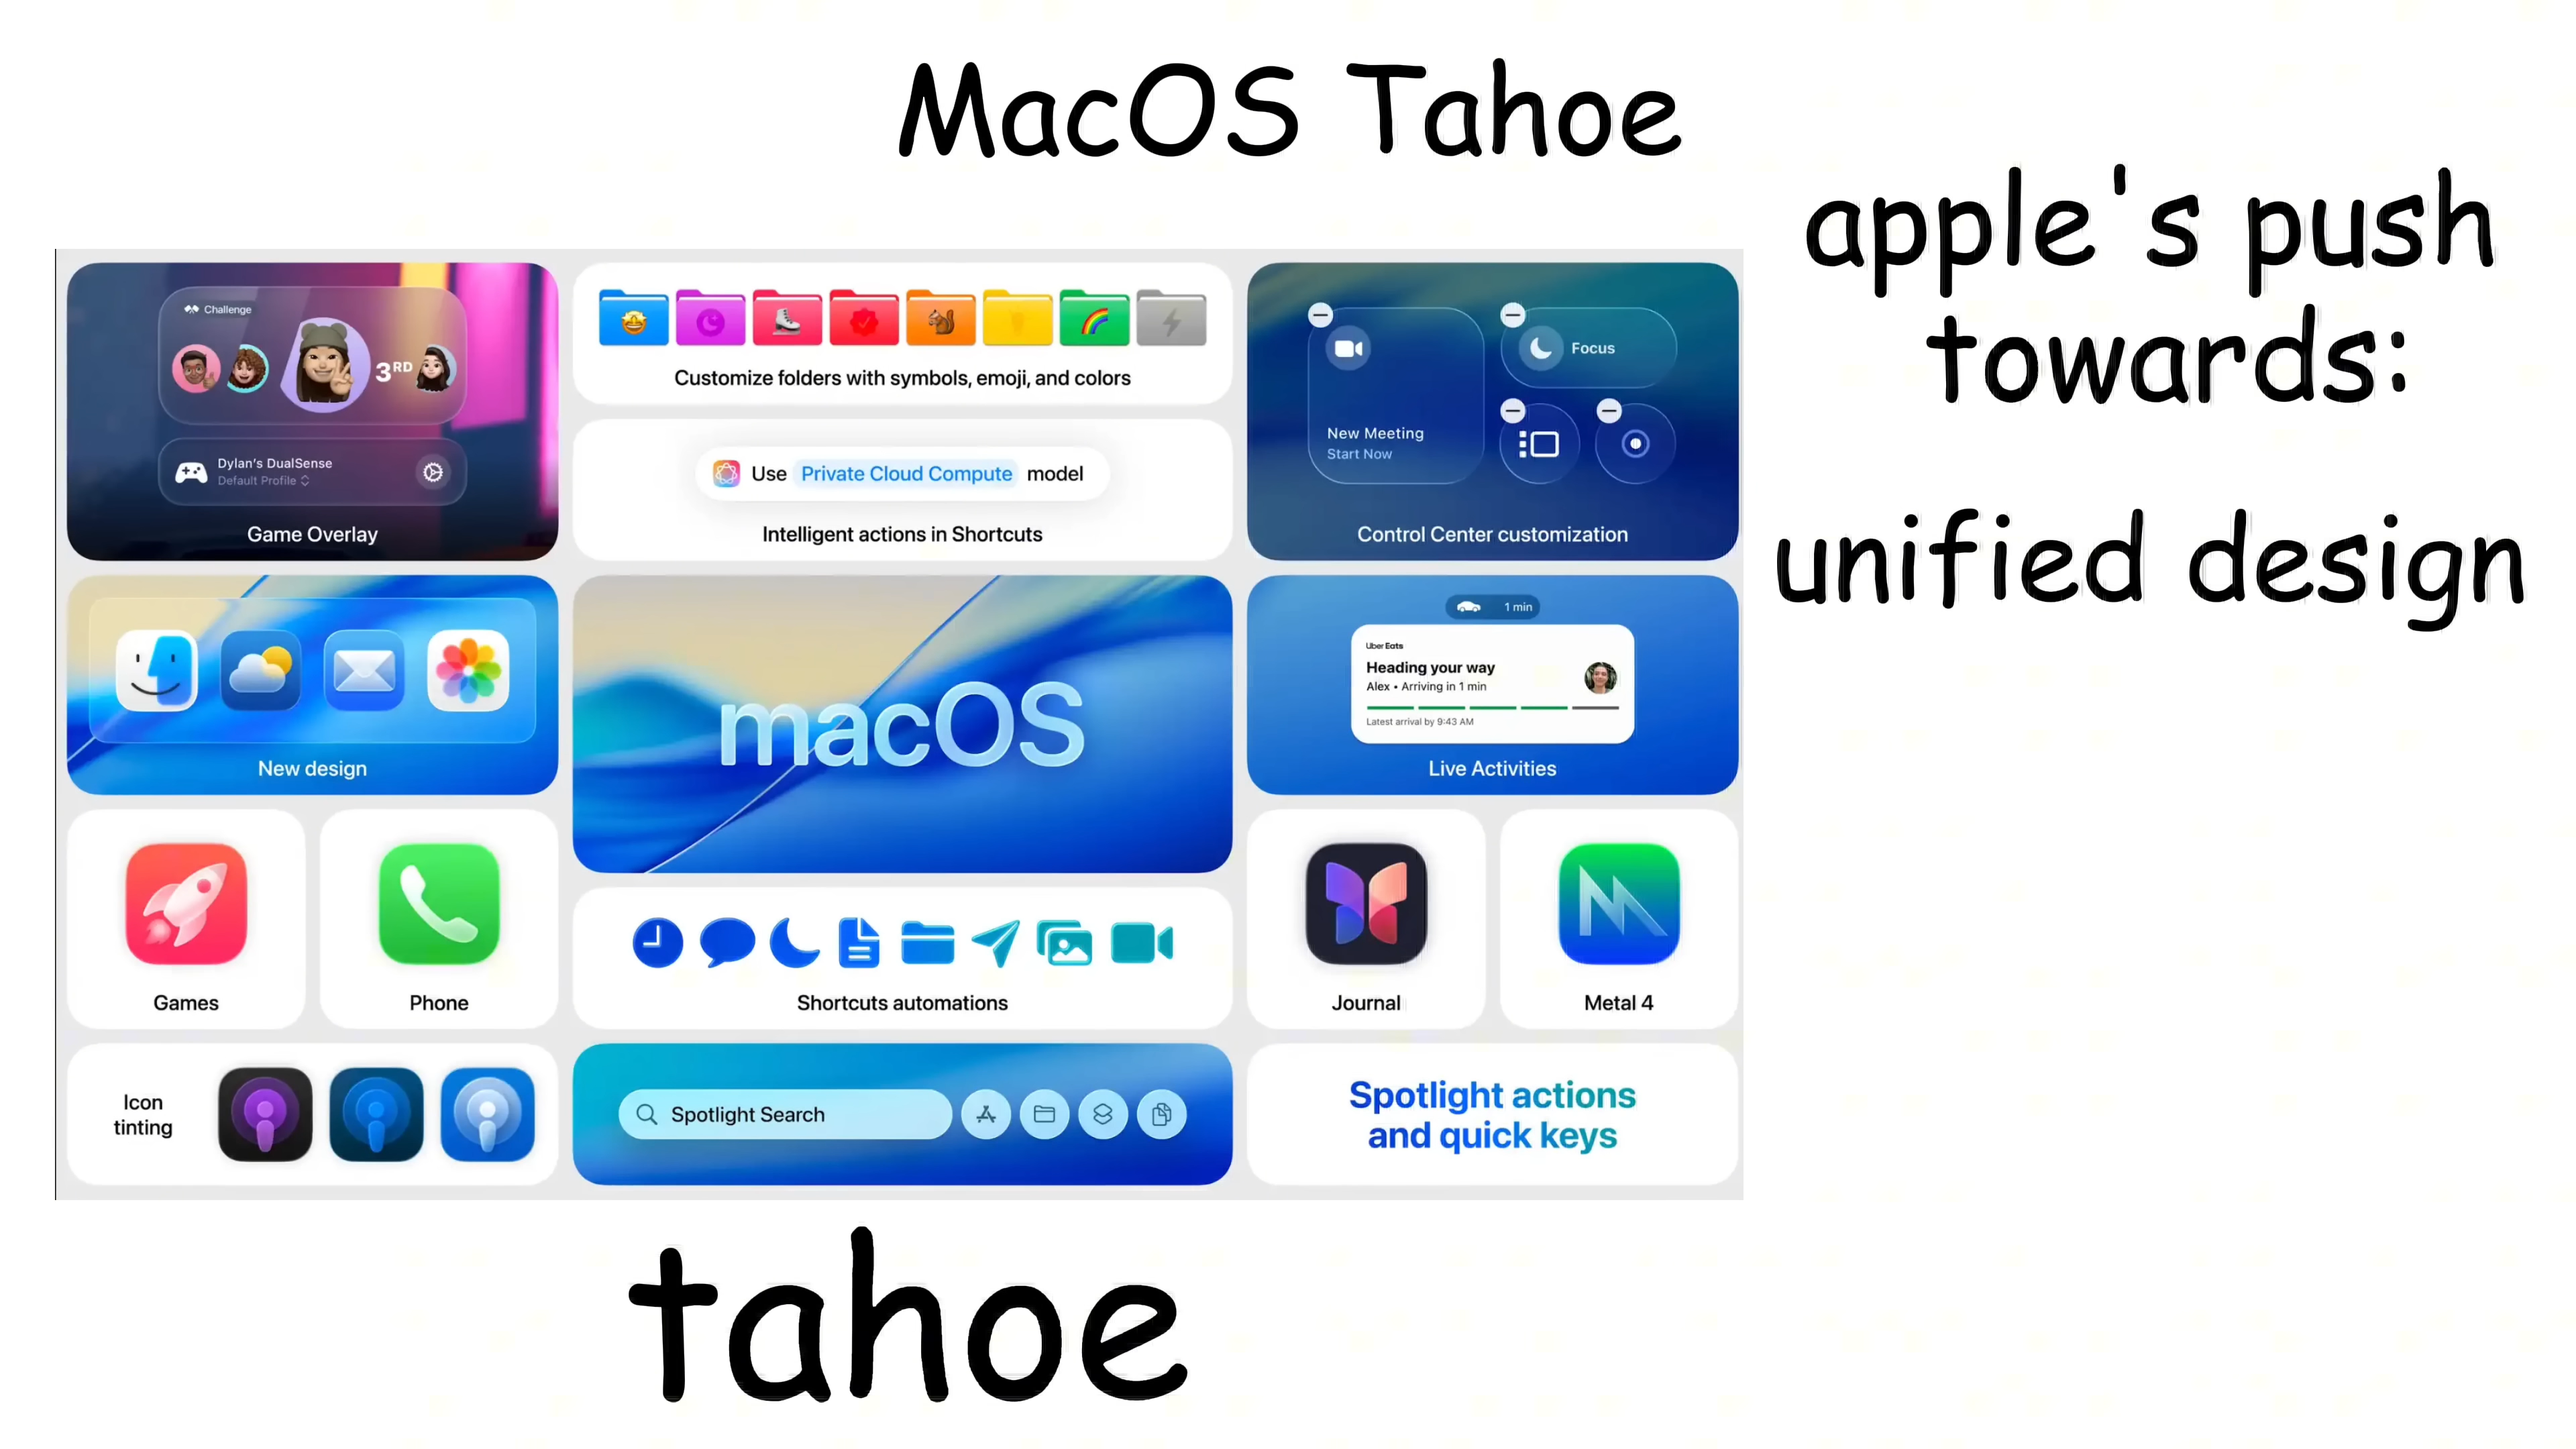 MacOS Tahoe
apple's push
towards:
unified design
Challenge
3RD
Dylan's DualSense
Default Profile
Game Overlay
Customize folders with symbols, emoji, and colors
Use Private Cloud Compute model
Intelligent actions in Shortcuts
Focus
New Meeting
Start Now
Control Center customization
New design
macOS
1 min
Uber Eats
Heading your way
Alex • Arriving in 1 min
Latest arrival by 9:43 AM
Live Activities
Games
Phone
Shortcuts automations
Journal
Metal 4
Icon
tinting
Spotlight Search
Spotlight actions
and quick keys
tahoe